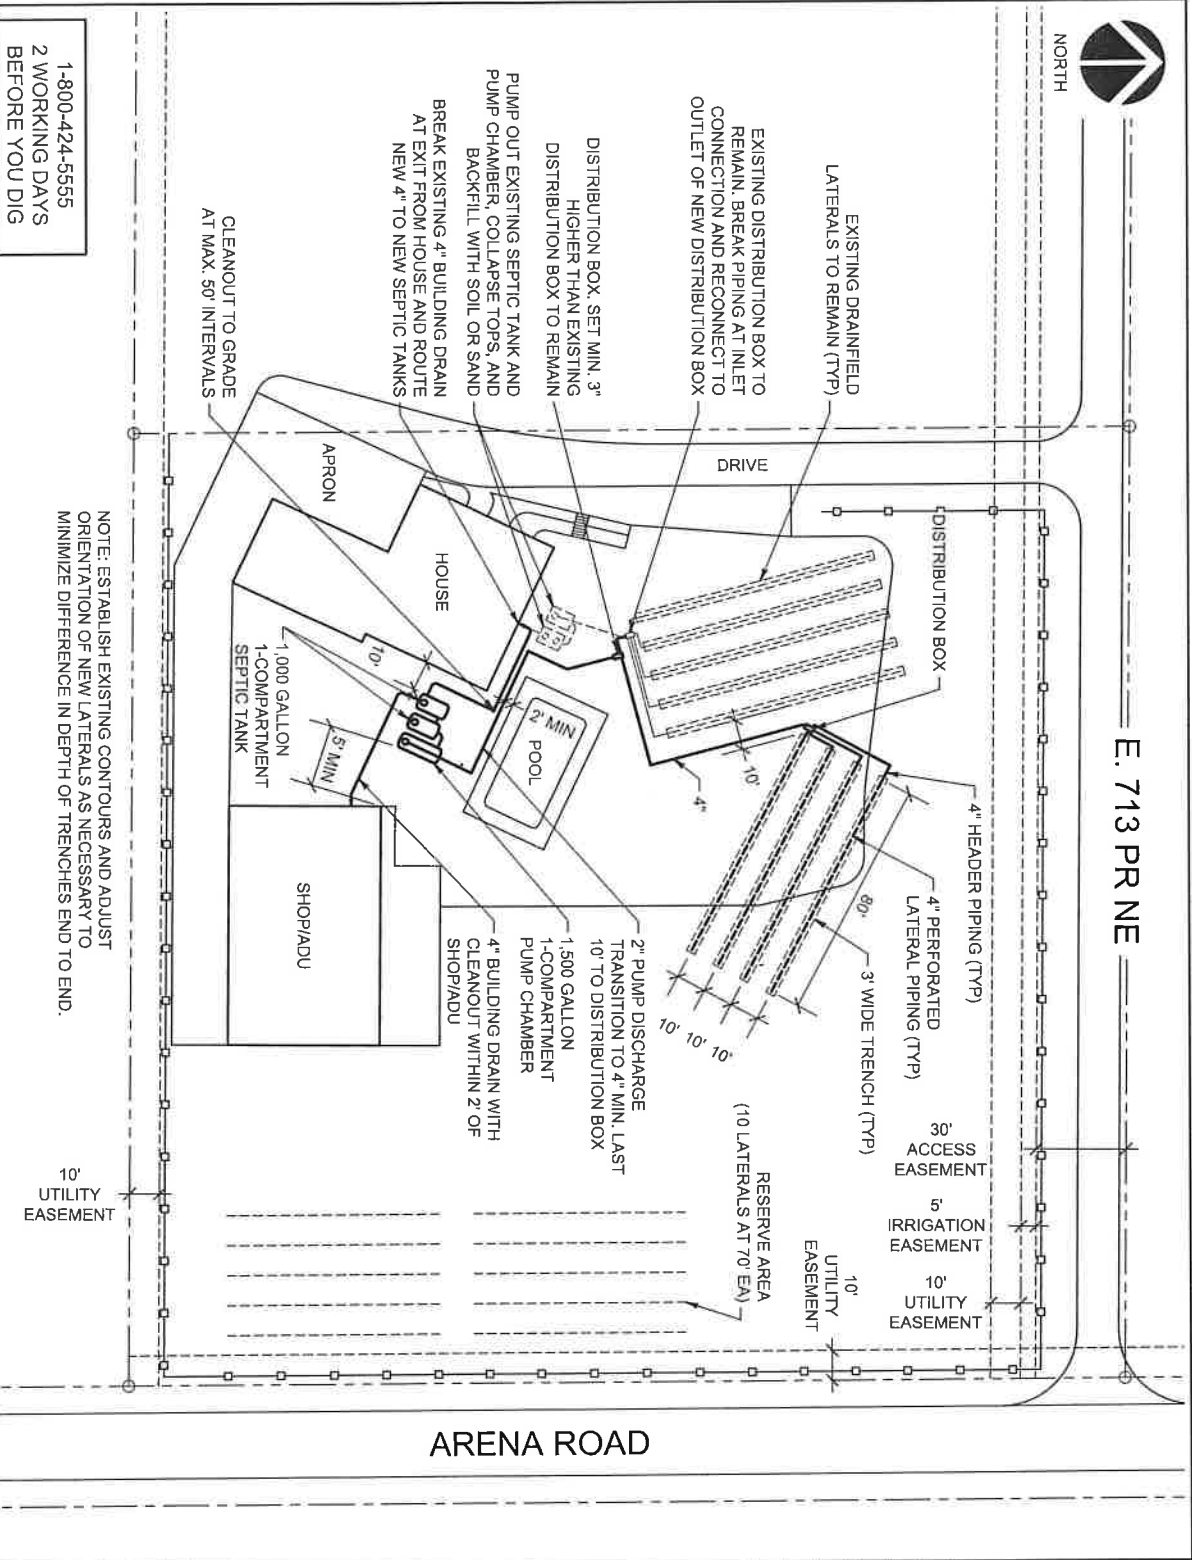 NORTH
E. 713 PR NE
ARENA ROAD
1-800-424-5555
2 WORKING DAYS
BEFORE YOU DIG
EXISTING DRAINFIELD
LATERALS TO REMAIN (TYP)
EXISTING DISTRIBUTION BOX TO
REMAIN. BREAK PIPING AT INLET
CONNECTION AND RECONNECT TO
OUTLET OF NEW DISTRIBUTION BOX
DISTRIBUTION BOX. SET MIN. 3"
HIGHER THAN EXISTING
DISTRIBUTION BOX TO REMAIN
PUMP OUT EXISTING SEPTIC TANK AND
PUMP CHAMBER, COLLAPSE TOPS, AND
BACKFILL WITH SOIL OR SAND
BREAK EXISTING 4" BUILDING DRAIN
AT EXIT FROM HOUSE AND ROUTE
NEW 4" TO NEW SEPTIC TANKS
CLEANOUT TO GRADE
AT MAX. 50' INTERVALS
DRIVE
APRON
HOUSE
DISTRIBUTION BOX
10'
4"
2' MIN
POOL
10'
1,000 GALLON
1-COMPARTMENT
SEPTIC TANK
5' MIN
SHOP/ADU
4" HEADER PIPING (TYP)
4" PERFORATED
LATERAL PIPING (TYP)
80'
3' WIDE TRENCH (TYP)
10'
10'
10'
2" PUMP DISCHARGE
TRANSITION TO 4" MIN. LAST
10' TO DISTRIBUTION BOX
1,500 GALLON
1-COMPARTMENT
PUMP CHAMBER
4" BUILDING DRAIN WITH
CLEANOUT WITHIN 2' OF
SHOP/ADU
30'
ACCESS
EASEMENT
5'
IRRIGATION
EASEMENT
10'
UTILITY
EASEMENT
10'
UTILITY
EASEMENT
RESERVE AREA
(10 LATERALS AT 70' EA)
10'
UTILITY
EASEMENT
NOTE: ESTABLISH EXISTING CONTOURS AND ADJUST
ORIENTATION OF NEW LATERALS AS NECESSARY TO
MINIMIZE DIFFERENCE IN DEPTH OF TRENCHES END TO END.